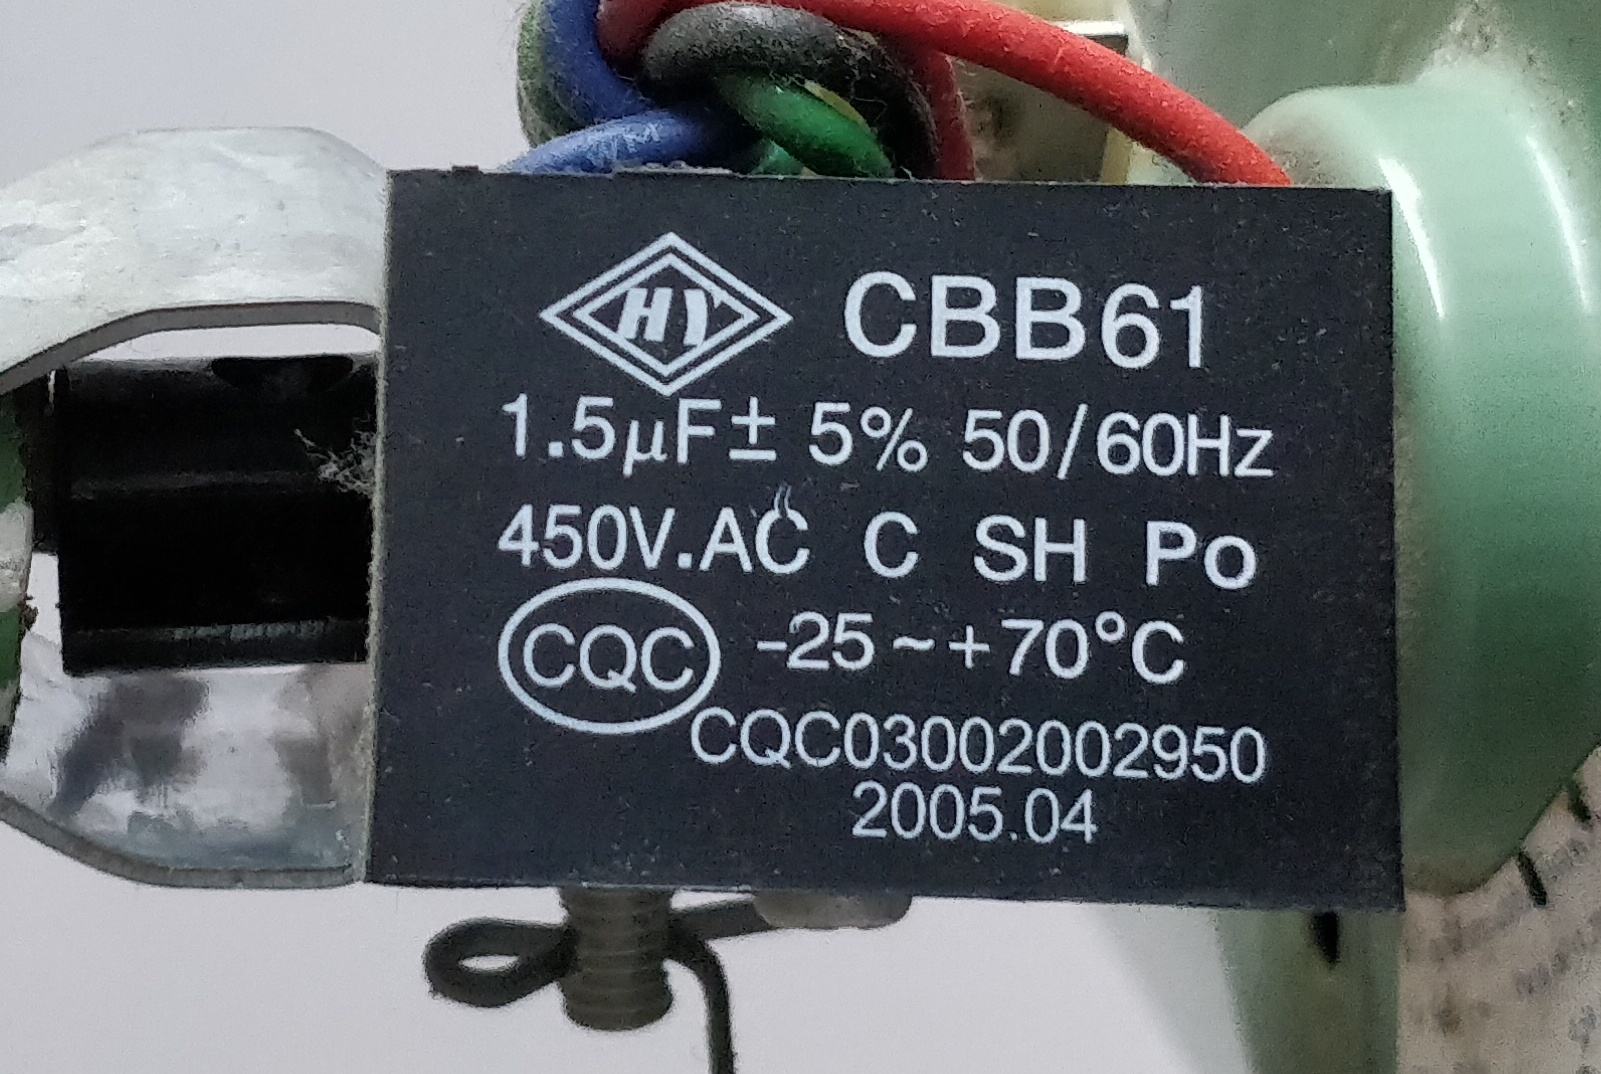 HY CBB61
1.5μF± 5% 50/60Hz
450V.AC C SH Po
CQC -25~+70°C
CQC03002002950
2005.04